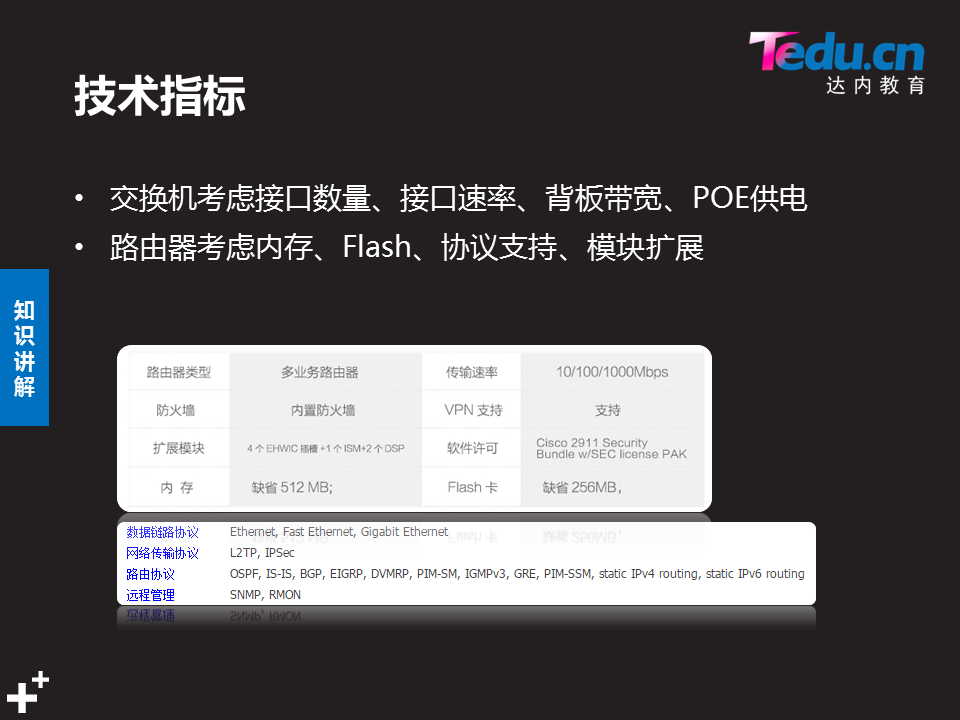 Tedu.cn
达内教育
技术指标
• 交换机考虑接口数量、接口速率、背板带宽、POE供电
• 路由器考虑内存、Flash、协议支持、模块扩展
知识讲解
路由器类型 多业务路由器 传输速率 10/100/1000Mbps
防火墙 内置防火墙 VPN 支持 支持
扩展模块 4 个 EHWIC 插槽 +1 个 ISM+2 个 DSP 软件许可 Cisco 2911 Security
Bundle w/SEC license PAK
内 存 缺省 512 MB; Flash 卡 缺省 256MB,
数据链路协议 Ethernet, Fast Ethernet, Gigabit Ethernet
网络传输协议 L2TP, IPSec
路由协议 OSPF, IS-IS, BGP, EIGRP, DVMRP, PIM-SM, IGMPv3, GRE, PIM-SSM, static IPv4 routing, static IPv6 routing
远程管理 SNMP, RMON